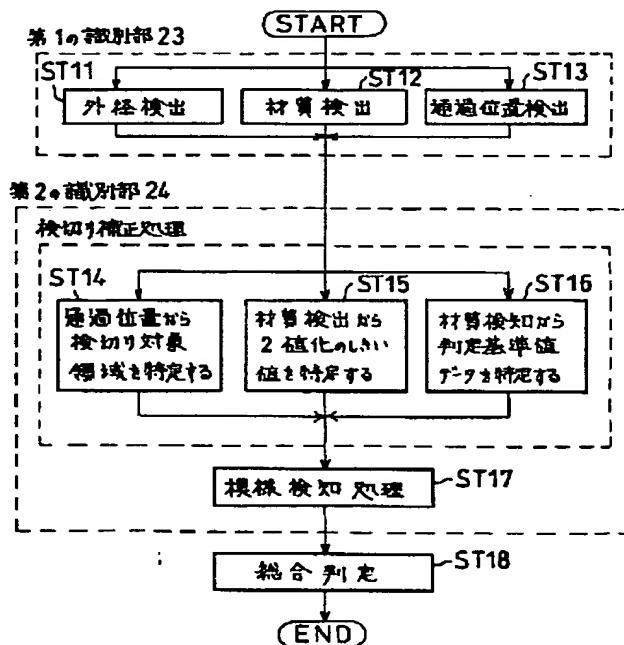 START
第1の識別部23
ST11
ST12
ST13
外径検出
材質検出
通過位置検出
第2の識別部24
検切り補正処理
ST14
ST15
ST16
通過位置から
検切り対象
領域を特定する
材質検出から
2値化のしきい
値を特定する
材質検知から
判定基準値
データを特定する
模様検知処理
ST17
総合判定
ST18
END